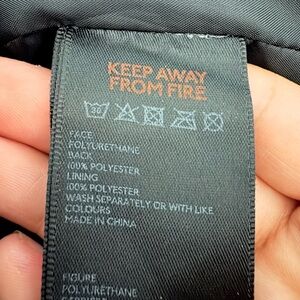 KEEP AWAY
FROM FIRE
30
FACE
POLYURETHANE
BACK
100% POLYESTER
LINING
100% POLYESTER
WASH SEPARATELY OR WITH LIKE
COLOURS
MADE IN CHINA
FIGURE
POLYURETHANE